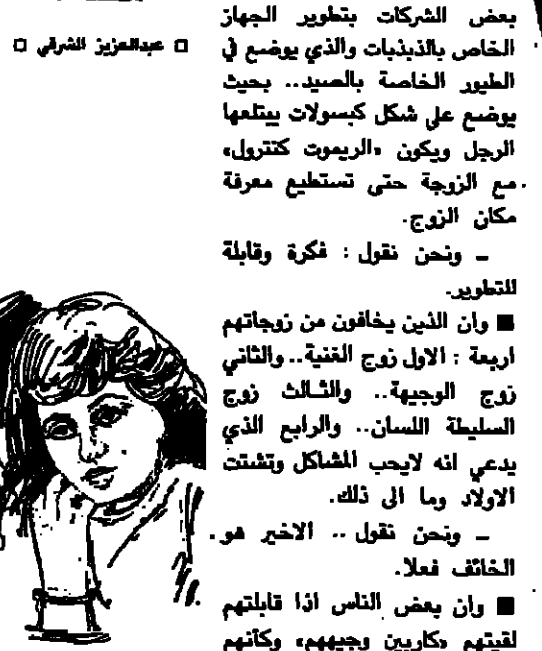 □ عبدالعزيز الشرقي □
بعض الشركات بتطوير الجهاز
الخاص بالذبذبات والذي يوضع في
الطيور الخاصة بالصيد.. بحيث
يوضع على شكل كبسولات يبتلعها
الرجل ويكون «الريموت كنترول»
مع الزوجة حتى تستطيع معرفة
مكان الزوج.
– ونحن نقول : فكرة وقابلة
للتطوير.
■ وان الذين يخافون من زوجاتهم
اربعة : الاول زوج الغنية.. والثاني
زوج الوجيهة.. والثالث زوج
السليطة اللسان.. والرابع الذي
يدعي انه لايحب المشاكل وتشتت
الاولاد وما الى ذلك.
– ونحن نقول .. الاخير هو
الخائف فعلا.
■ وان بعض الناس اذا قابلتهم
لقيتهم «كاربين وجيههم» وكأنهم